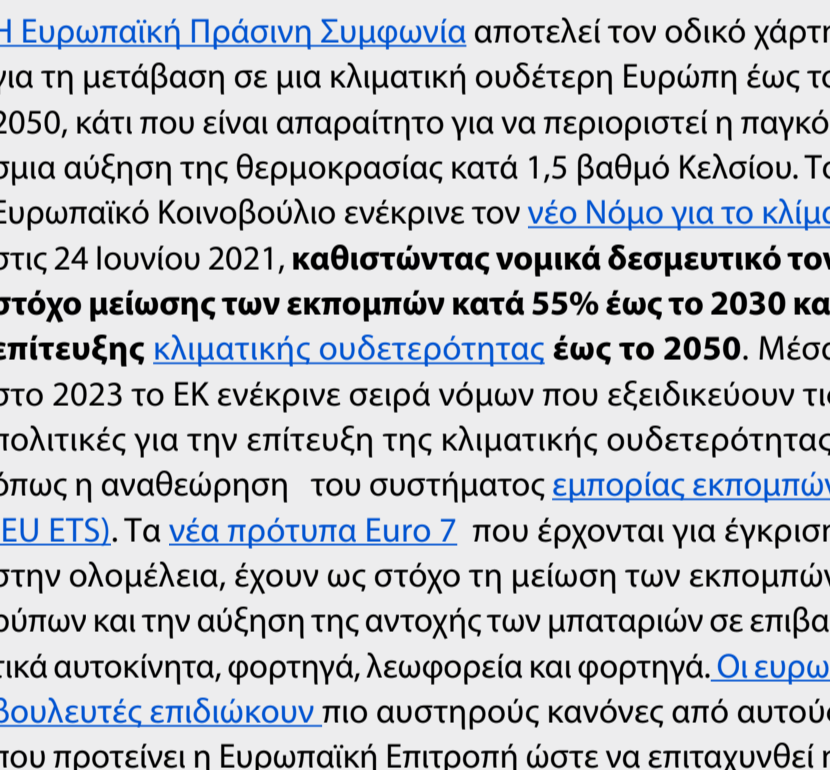 Η Ευρωπαϊκή Πράσινη Συμφωνία αποτελεί τον οδικό χάρτη
για τη μετάβαση σε μια κλιματική ουδέτερη Ευρώπη έως το
2050, κάτι που είναι απαραίτητο για να περιοριστεί η παγκό
σμια αύξηση της θερμοκρασίας κατά 1,5 βαθμό Κελσίου. Το
Ευρωπαϊκό Κοινοβούλιο ενέκρινε τον νέο Νόμο για το κλίμα
στις 24 Ιουνίου 2021, καθιστώντας νομικά δεσμευτικό τον
στόχο μείωσης των εκπομπών κατά 55% έως το 2030 κα
επίτευξης κλιματικής ουδετερότητας έως το 2050. Μέσα
στο 2023 το ΕΚ ενέκρινε σειρά νόμων που εξειδικεύουν τις
πολιτικές για την επίτευξη της κλιματικής ουδετερότητας
όπως η αναθεώρηση του συστήματος εμπορίας εκπομπών
(EU ETS). Τα νέα πρότυπα Euro 7 που έρχονται για έγκριση
στην ολομέλεια, έχουν ως στόχο τη μείωση των εκπομπών
ρύπων και την αύξηση της αντοχής των μπαταριών σε επιβα
τικά αυτοκίνητα, φορτηγά, λεωφορεία και φορτηγά. Οι ευρω
βουλευτές επιδιώκουν πιο αυστηρούς κανόνες από αυτούς
που προτείνει η Ευρωπαϊκή Επιτροπή ώστε να επιταχυνθεί η